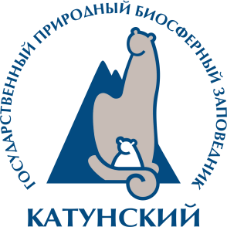 ГОСУДАРСТВЕННЫЙ ПРИРОДНЫЙ БИОСФЕРНЫЙ ЗАПОВЕДНИК
КАТУНСКИЙ